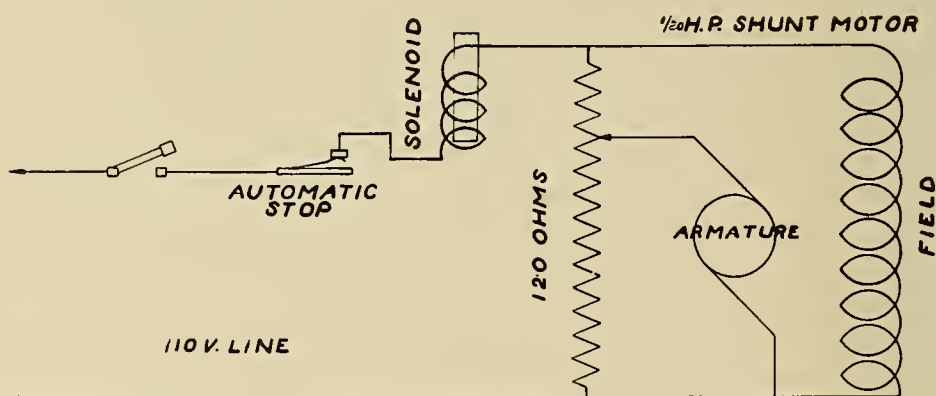 1/20 H.P. SHUNT MOTOR
SOLENOID
AUTOMATIC
STOP
120 OHMS
ARMATURE
FIELD
110 V. LINE